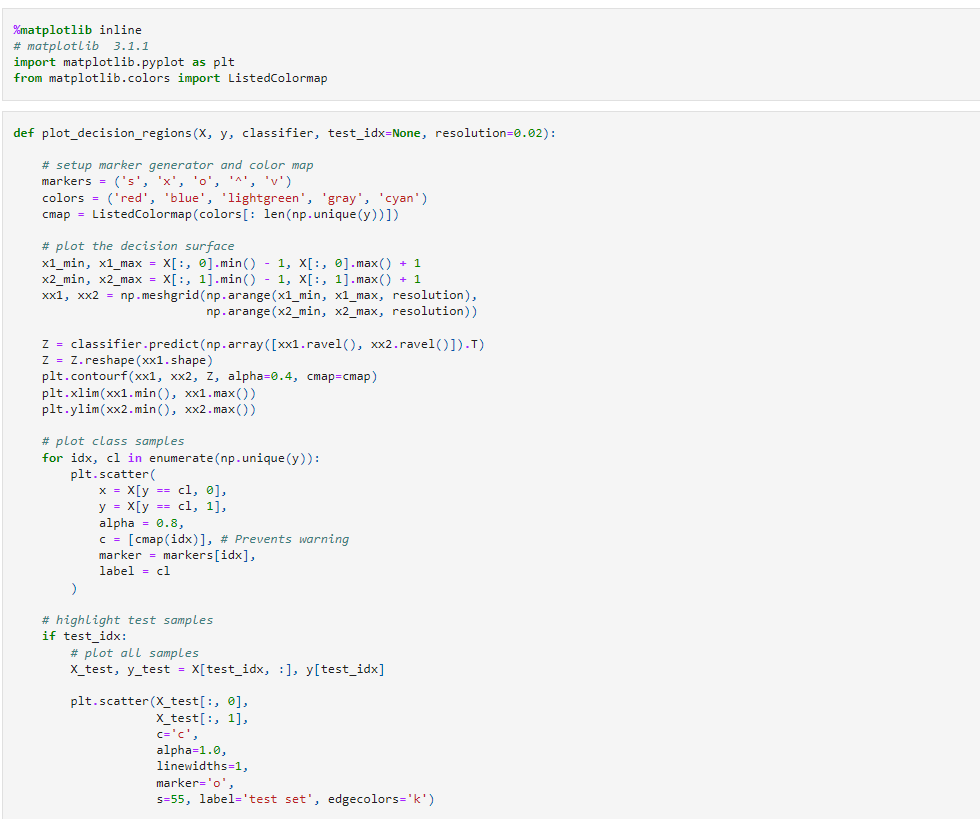 %matplotlib inline
# matplotlib  3.1.1
import matplotlib.pyplot as plt
from matplotlib.colors import ListedColormap
def plot_decision_regions(X, y, classifier, test_idx=None, resolution=0.02):
    # setup marker generator and color map
    markers = ('s', 'x', 'o', '^', 'v')
    colors = ('red', 'blue', 'lightgreen', 'gray', 'cyan')
    cmap = ListedColormap(colors[: len(np.unique(y))])
    # plot the decision surface
    x1_min, x1_max = X[:, 0].min() - 1, X[:, 0].max() + 1
    x2_min, x2_max = X[:, 1].min() - 1, X[:, 1].max() + 1
    xx1, xx2 = np.meshgrid(np.arange(x1_min, x1_max, resolution),
                           np.arange(x2_min, x2_max, resolution))
    Z = classifier.predict(np.array([xx1.ravel(), xx2.ravel()]).T)
    Z = Z.reshape(xx1.shape)
    plt.contourf(xx1, xx2, Z, alpha=0.4, cmap=cmap)
    plt.xlim(xx1.min(), xx1.max())
    plt.ylim(xx2.min(), xx2.max())
    # plot class samples
    for idx, cl in enumerate(np.unique(y)):
        plt.scatter(
            x = X[y == cl, 0],
            y = X[y == cl, 1],
            alpha = 0.8,
            c = [cmap(idx)], # Prevents warning
            marker = markers[idx],
            label = cl
        )
    # highlight test samples
    if test_idx:
        # plot all samples
        X_test, y_test = X[test_idx, :], y[test_idx]
        plt.scatter(X_test[:, 0],
                    X_test[:, 1],
                    c='c',
                    alpha=1.0,
                    linewidths=1,
                    marker='o',
                    s=55, label='test set', edgecolors='k')